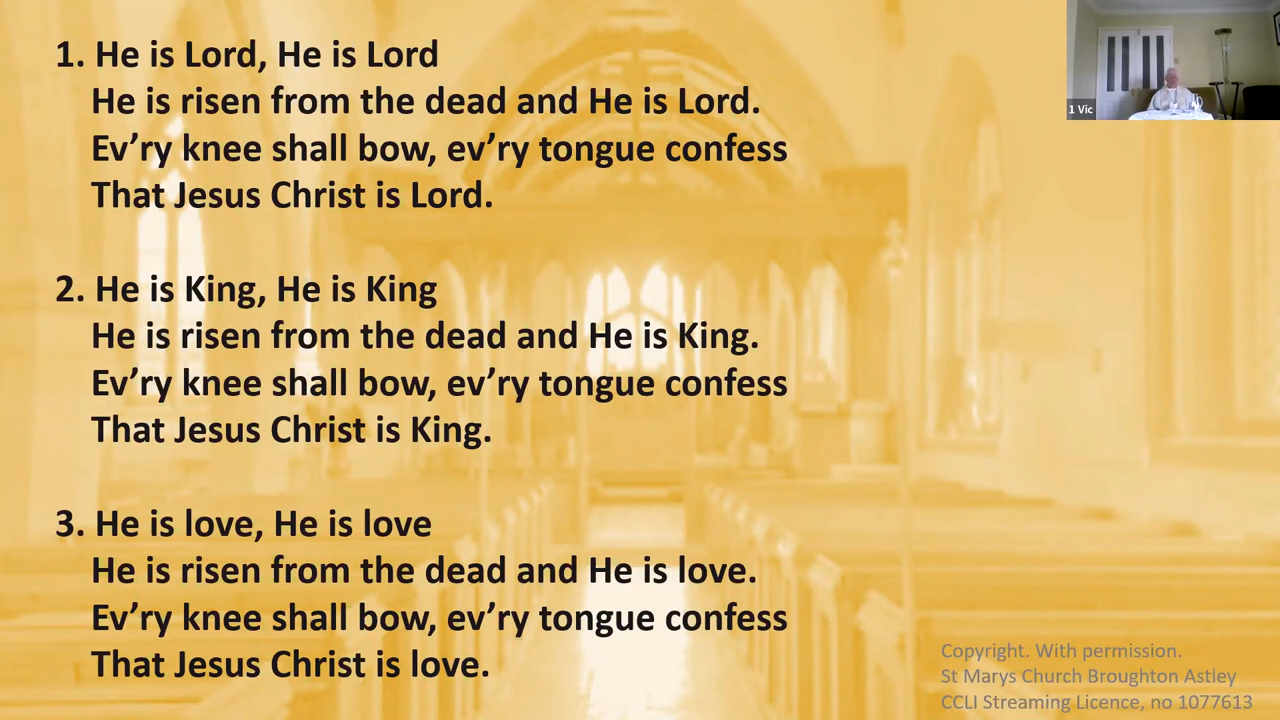 1. He is Lord, He is Lord
He is risen from the dead and He is Lord.
Ev’ry knee shall bow, ev’ry tongue confess
That Jesus Christ is Lord.
2. He is King, He is King
He is risen from the dead and He is King.
Ev’ry knee shall bow, ev’ry tongue confess
That Jesus Christ is King.
3. He is love, He is love
He is risen from the dead and He is love.
Ev’ry knee shall bow, ev’ry tongue confess
That Jesus Christ is love.
1 Vic
Copyright. With permission.
St Marys Church Broughton Astley
CCLI Streaming Licence, no 1077613